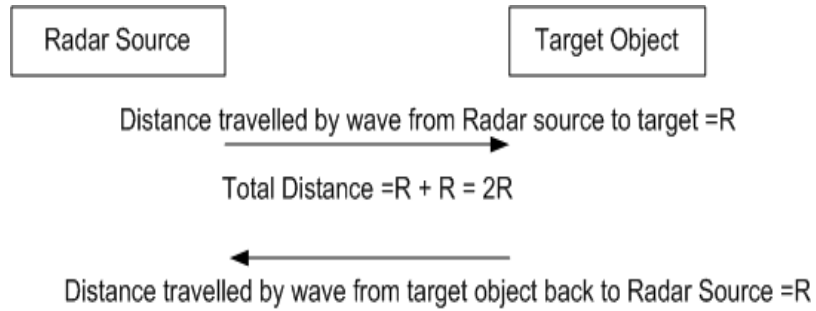 Radar Source
Target Object
Distance travelled by wave from Radar source to target =R
Total Distance =R + R = 2R
Distance travelled by wave from target object back to Radar Source =R